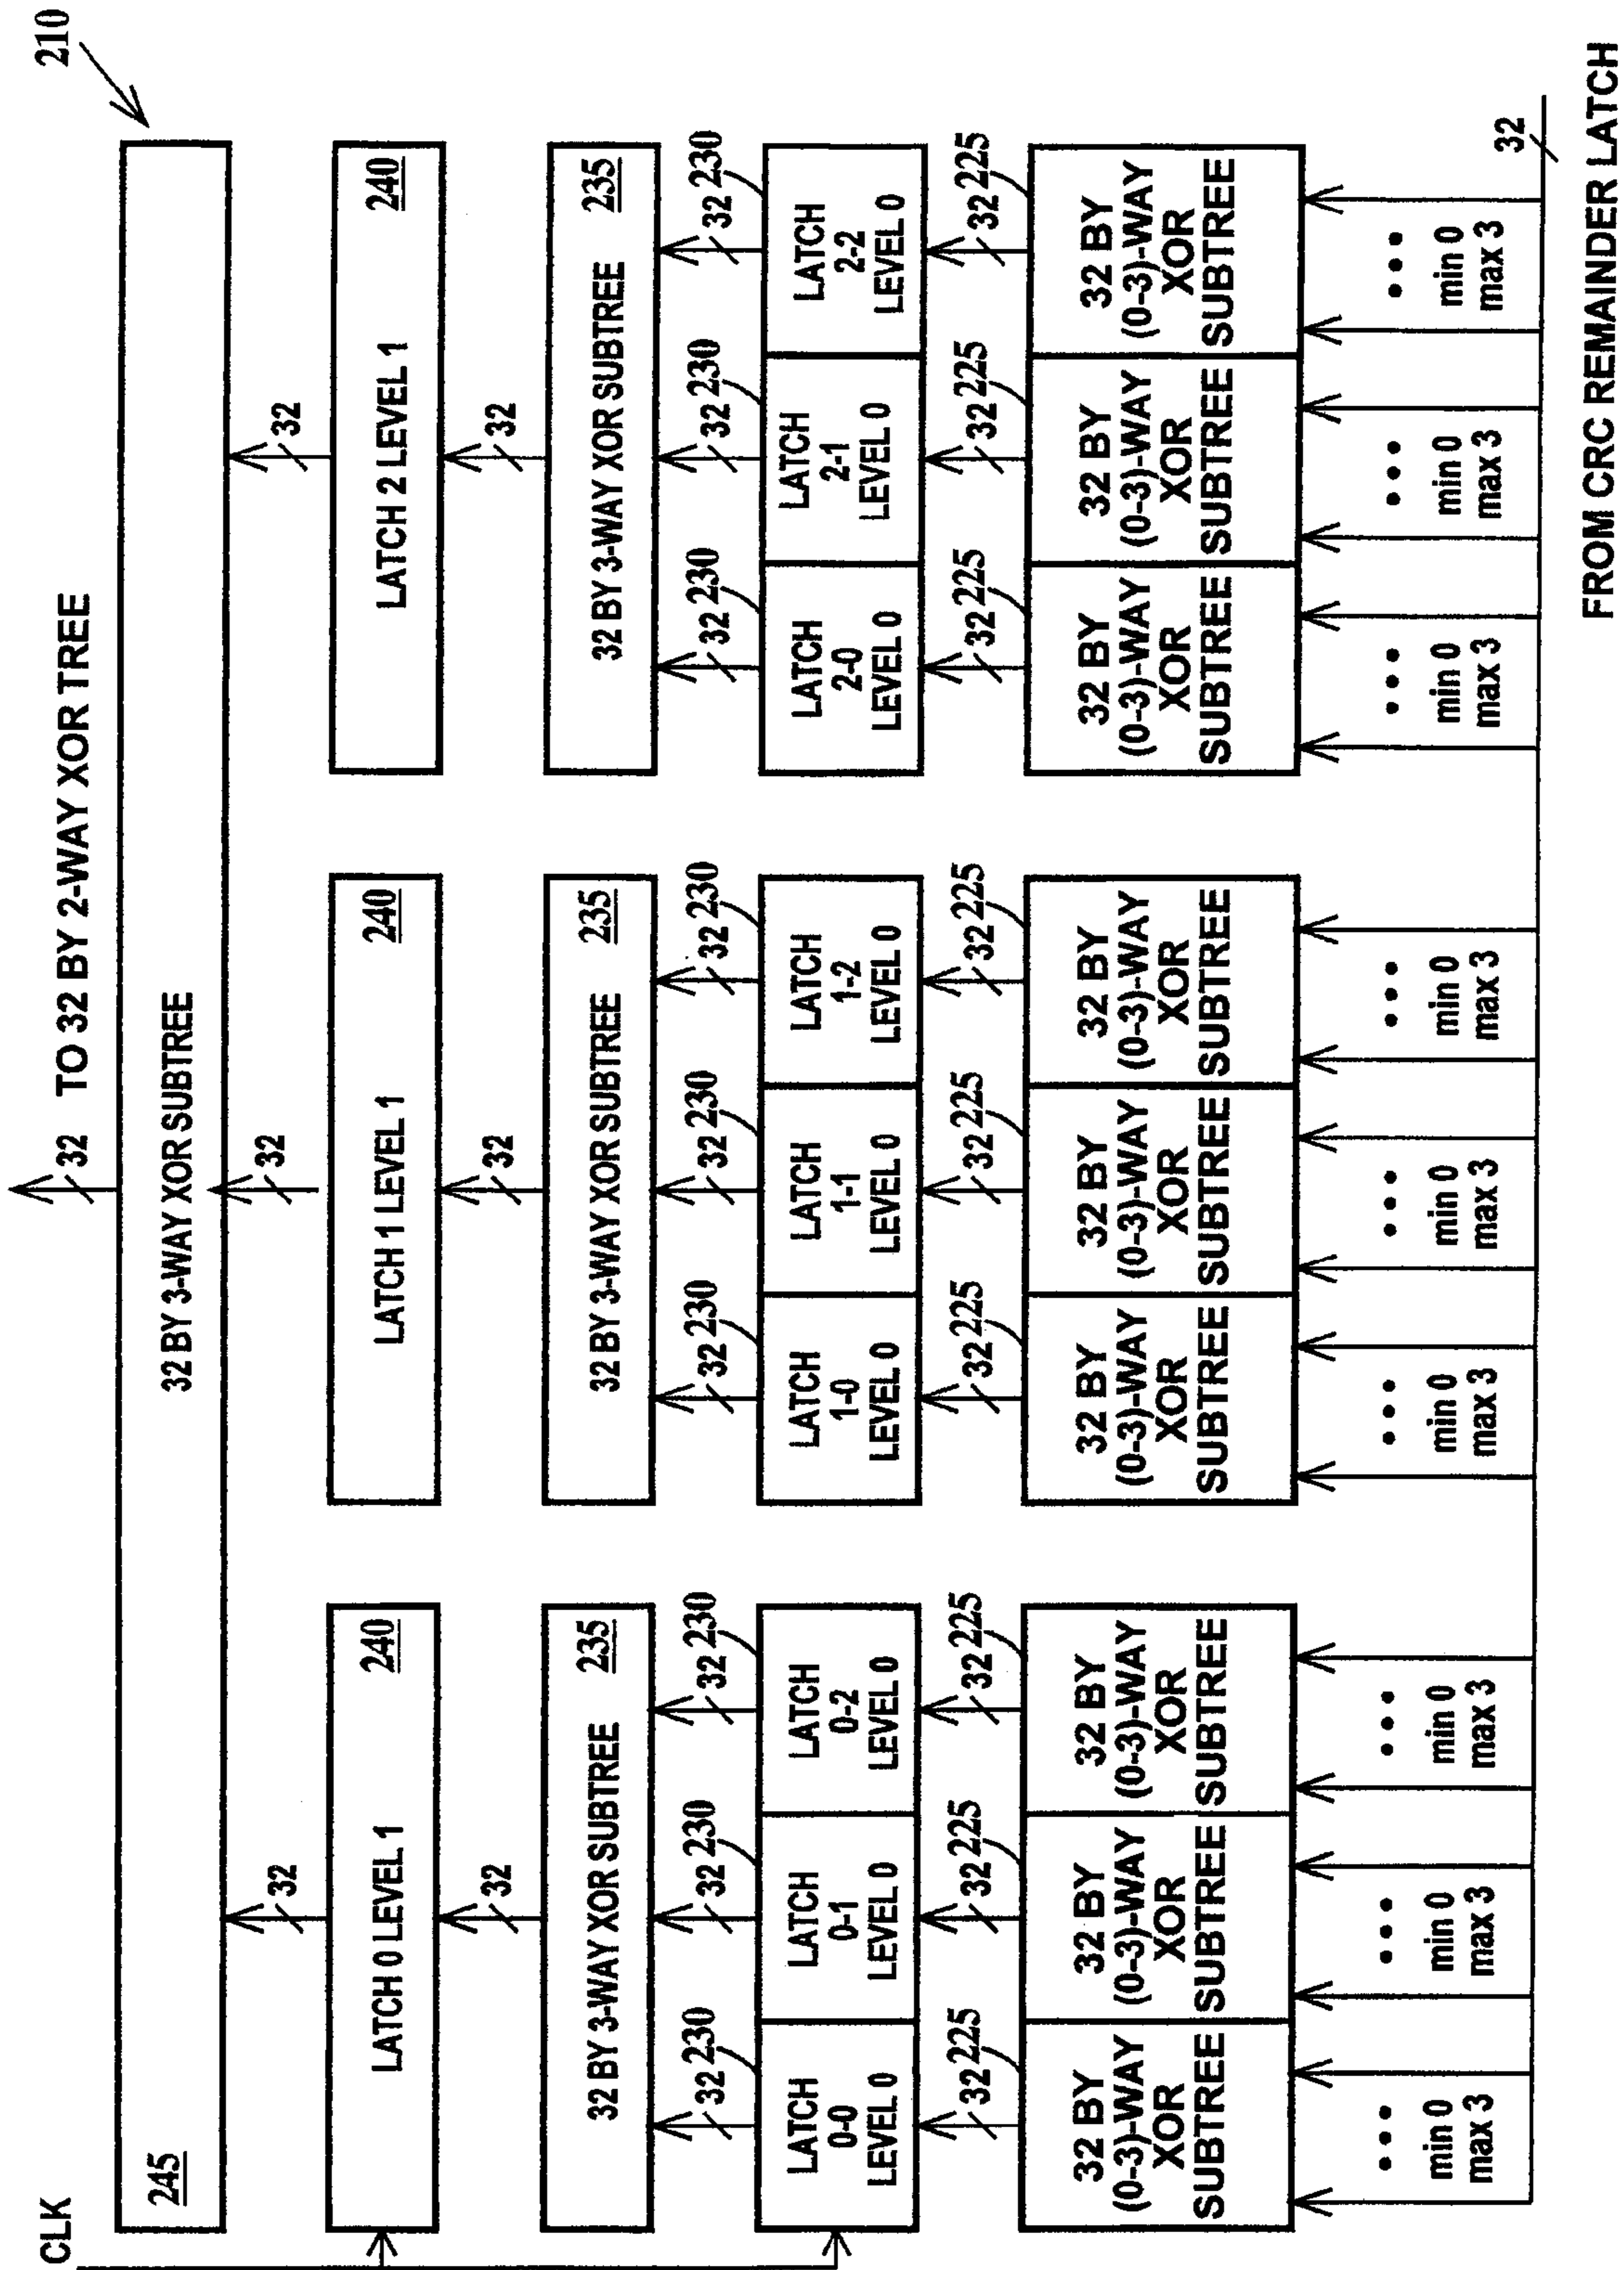 210
CLK
32 TO 32 BY 2-WAY XOR TREE
245
32 BY 3-WAY XOR SUBTREE
32
32
32
LATCH 0 LEVEL 1
240
LATCH 1 LEVEL 1
240
LATCH 2 LEVEL 1
240
32
32
32
32 BY 3-WAY XOR SUBTREE
235
32 BY 3-WAY XOR SUBTREE
235
32 BY 3-WAY XOR SUBTREE
235
32 230
32 230
32 230
32 230
32 230
32 230
32 230
32 230
32 230
LATCH
0-0
LEVEL 0
LATCH
0-1
LEVEL 0
LATCH
0-2
LEVEL 0
LATCH
1-0
LEVEL 0
LATCH
1-1
LEVEL 0
LATCH
1-2
LEVEL 0
LATCH
2-0
LEVEL 0
LATCH
2-1
LEVEL 0
LATCH
2-2
LEVEL 0
32 225
32 225
32 225
32 225
32 225
32 225
32 225
32 225
32 225
32 BY
(0-3)-WAY
XOR
SUBTREE
32 BY
(0-3)-WAY
XOR
SUBTREE
32 BY
(0-3)-WAY
XOR
SUBTREE
32 BY
(0-3)-WAY
XOR
SUBTREE
32 BY
(0-3)-WAY
XOR
SUBTREE
32 BY
(0-3)-WAY
XOR
SUBTREE
32 BY
(0-3)-WAY
XOR
SUBTREE
32 BY
(0-3)-WAY
XOR
SUBTREE
32 BY
(0-3)-WAY
XOR
SUBTREE
min 0
max 3
min 0
max 3
min 0
max 3
min 0
max 3
min 0
max 3
min 0
max 3
min 0
max 3
min 0
max 3
min 0
max 3
32
FROM CRC REMAINDER LATCH